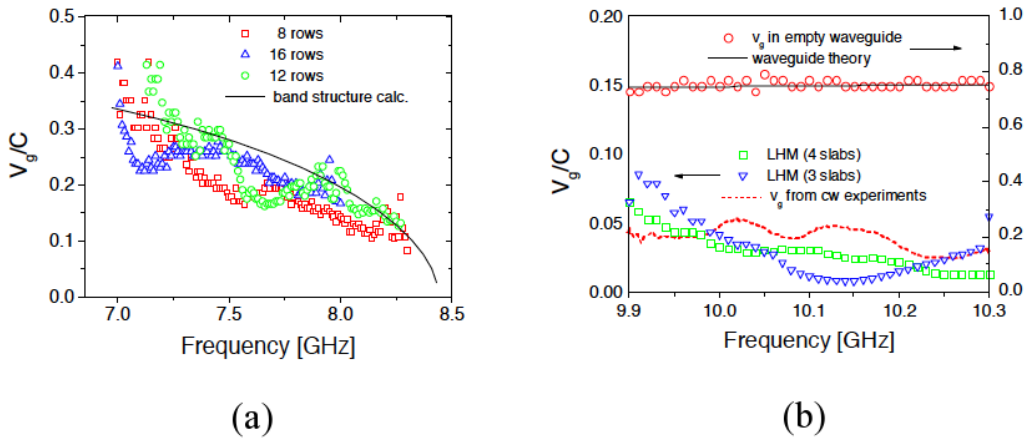 0.5
0.4
0.3
0.2
0.1
0.0
V_g/C
8 rows
16 rows
12 rows
band structure calc.
7.0 7.5 8.0 8.5
Frequency [GHz]
(a)
0.20
0.15
0.10
0.05
0.00
V_g/C
v_g in empty waveguide
waveguide theory
LHM (4 slabs)
LHM (3 slabs)
v_g from cw experiments
1.0
0.8
0.6
0.4
0.2
0.0
9.9 10.0 10.1 10.2 10.3
Frequency [GHz]
(b)